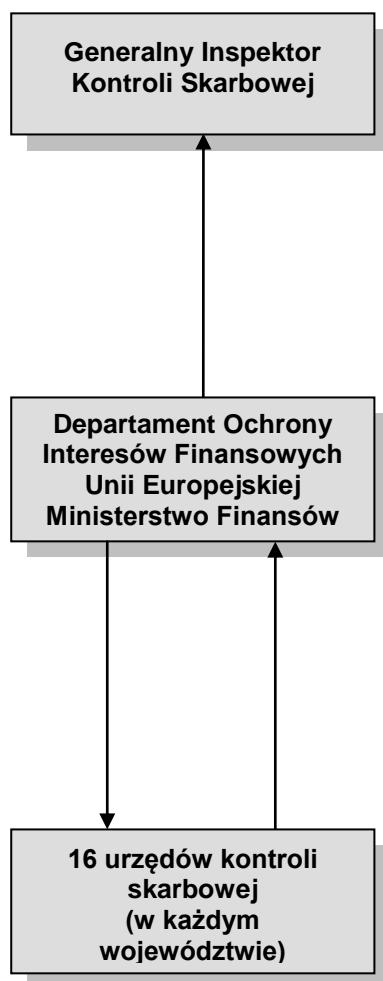 Generalny Inspektor
Kontroli Skarbowej
Departament Ochrony
Interesów Finansowych
Unii Europejskiej
Ministerstwo Finansów
16 urzędów kontroli
skarbowej
(w każdym
województwie)